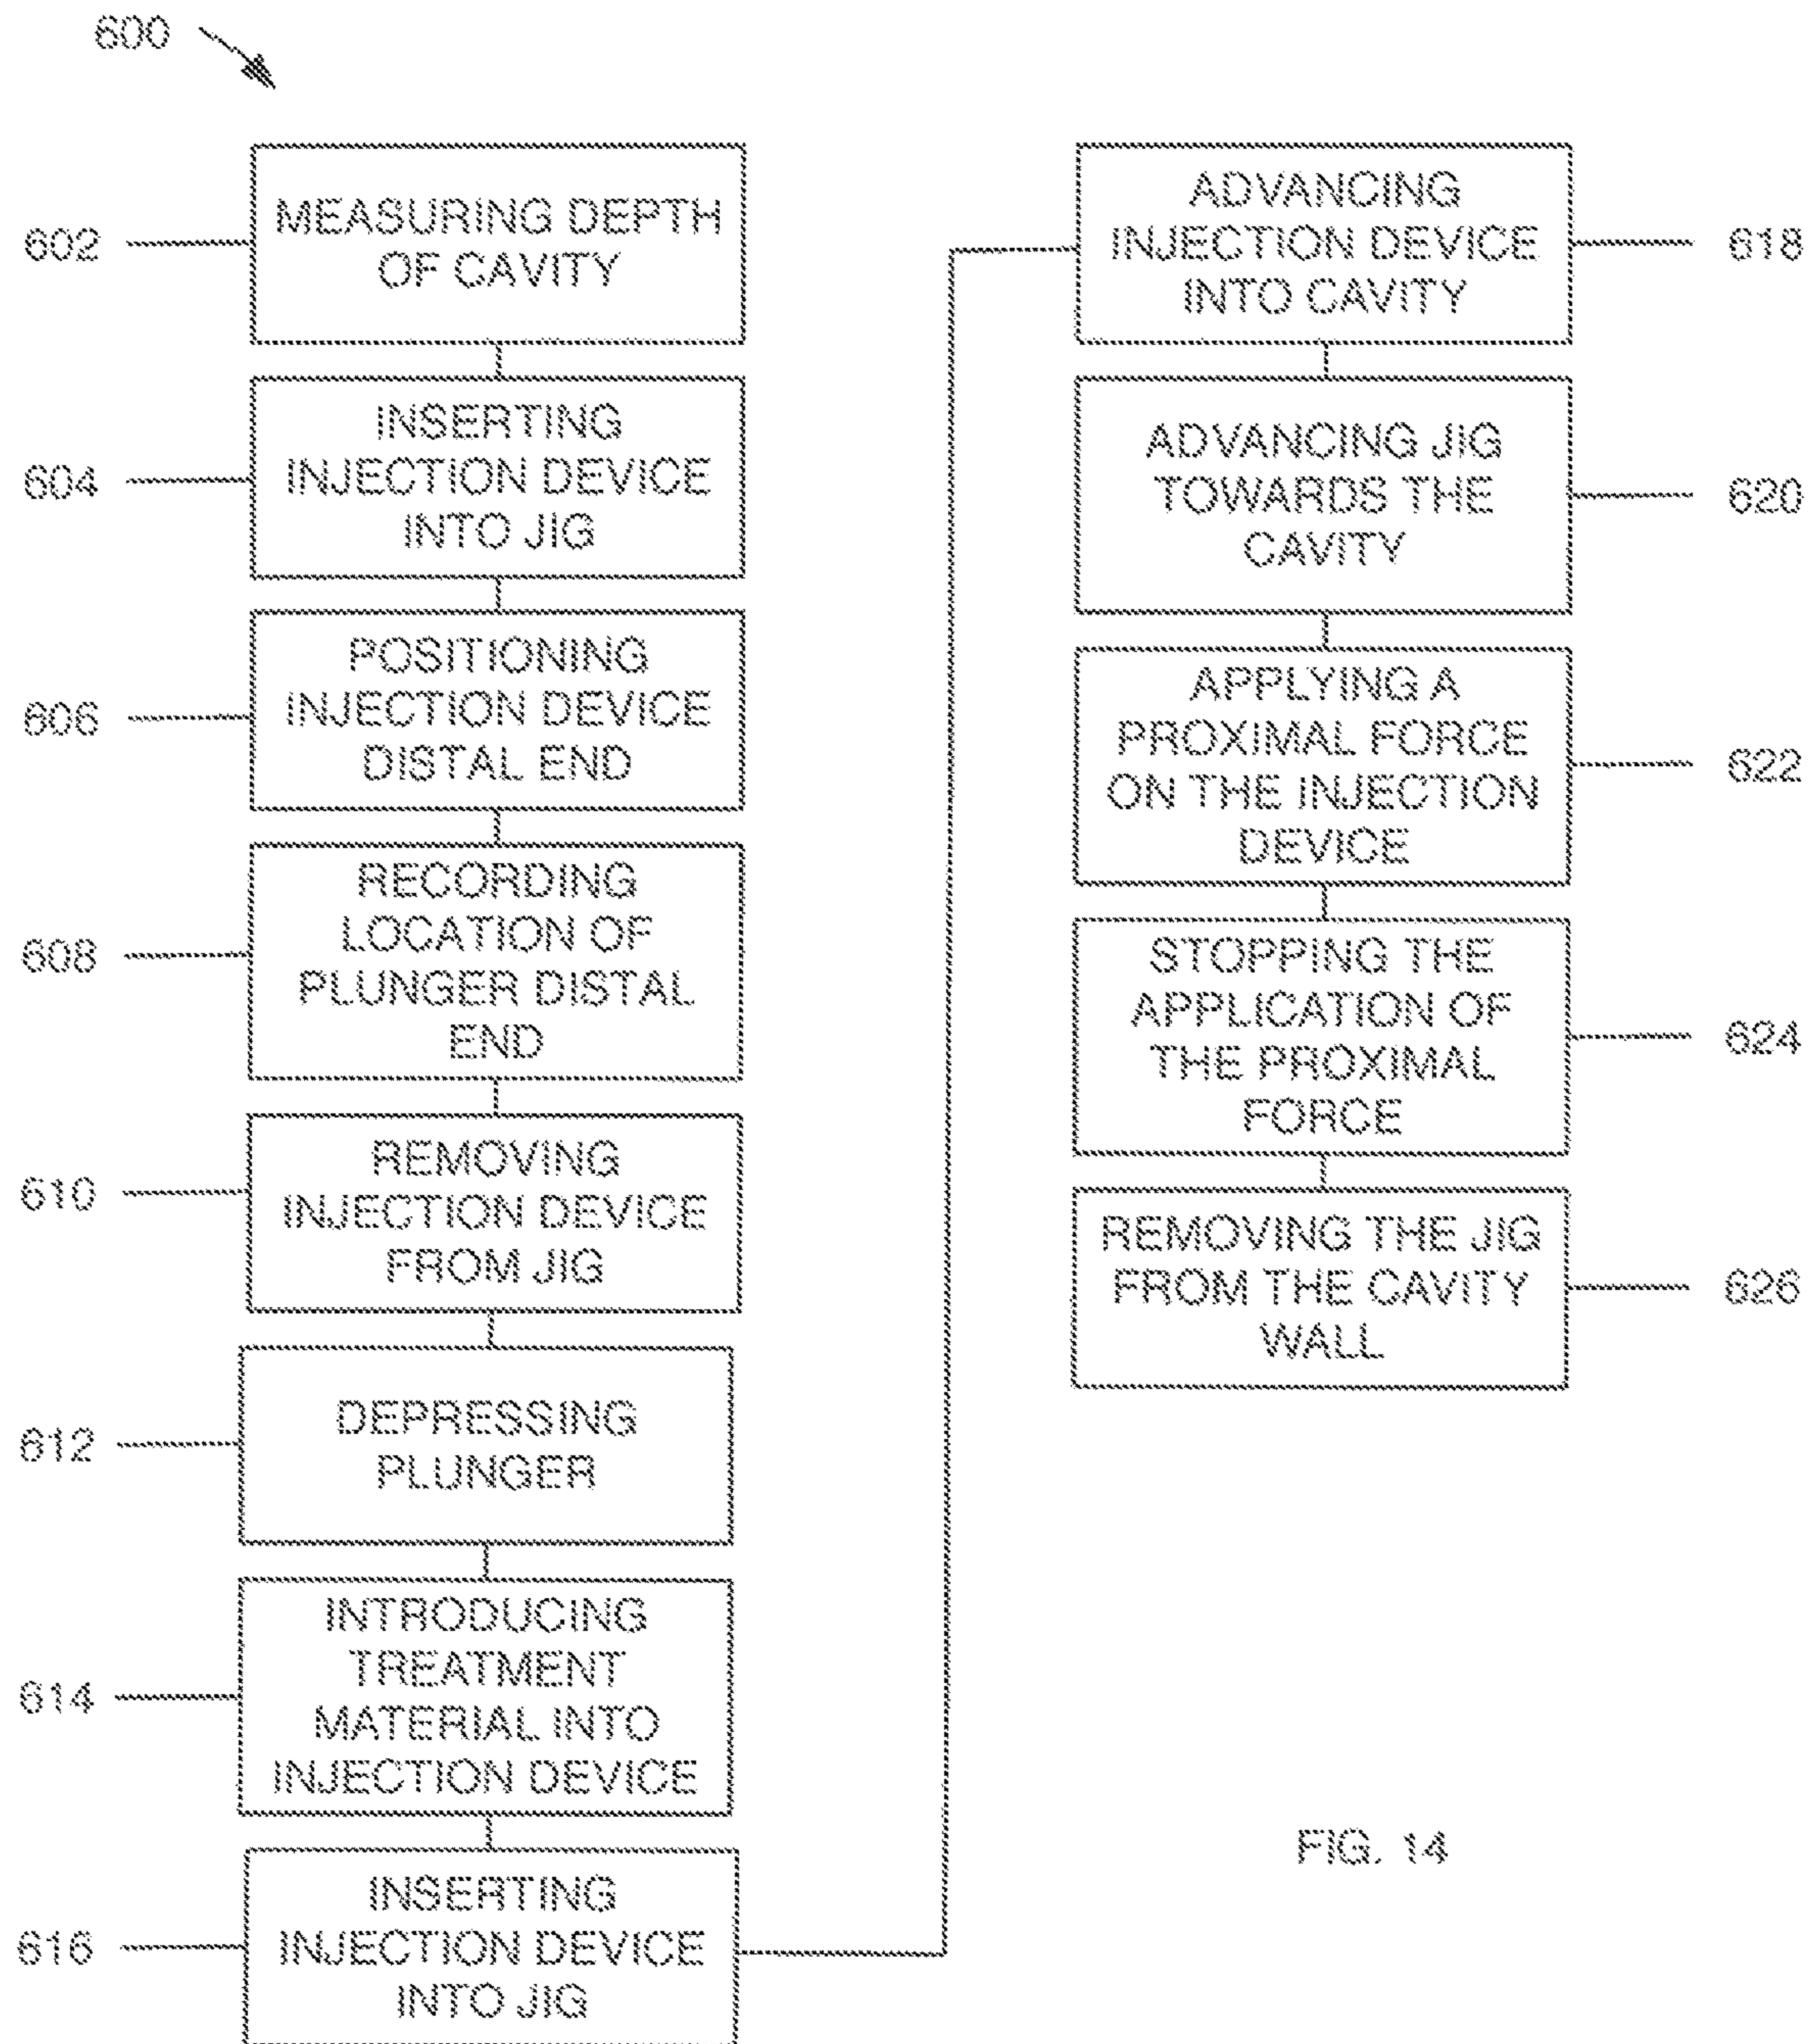 600
602
MEASURING DEPTH
OF CAVITY
604
INSERTING
INJECTION DEVICE
INTO JIG
606
POSITIONING
INJECTION DEVICE
DISTAL END
608
RECORDING
LOCATION OF
PLUNGER DISTAL
END
610
REMOVING
INJECTION DEVICE
FROM JIG
612
DEPRESSING
PLUNGER
614
INTRODUCING
TREATMENT
MATERIAL INTO
INJECTION DEVICE
616
INSERTING
INJECTION DEVICE
INTO JIG
ADVANCING
INJECTION DEVICE
INTO CAVITY
618
ADVANCING JIG
TOWARDS THE
CAVITY
620
APPLYING A
PROXIMAL FORCE
ON THE INJECTION
DEVICE
622
STOPPING THE
APPLICATION OF
THE PROXIMAL
FORCE
624
REMOVING THE JIG
FROM THE CAVITY
WALL
626
FIG. 14